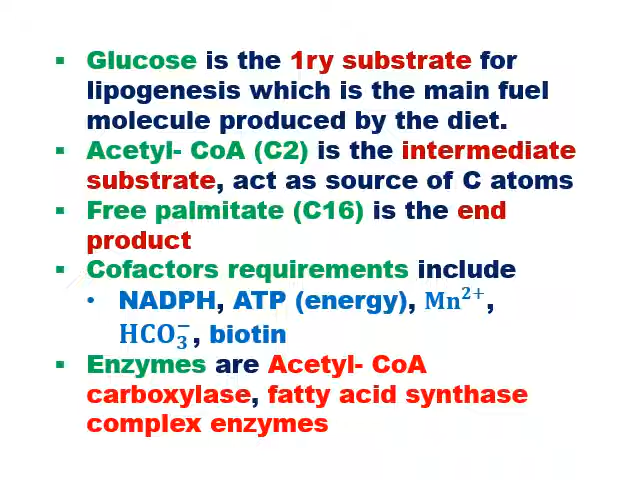 ▪ Glucose is the 1ry substrate for
lipogenesis which is the main fuel
molecule produced by the diet.
▪ Acetyl- CoA (C2) is the intermediate
substrate, act as source of C atoms
▪ Free palmitate (C16) is the end
product
▪ Cofactors requirements include
• NADPH, ATP (energy), Mn²⁺,
HCO₃⁻, biotin
▪ Enzymes are Acetyl- CoA
carboxylase, fatty acid synthase
complex enzymes